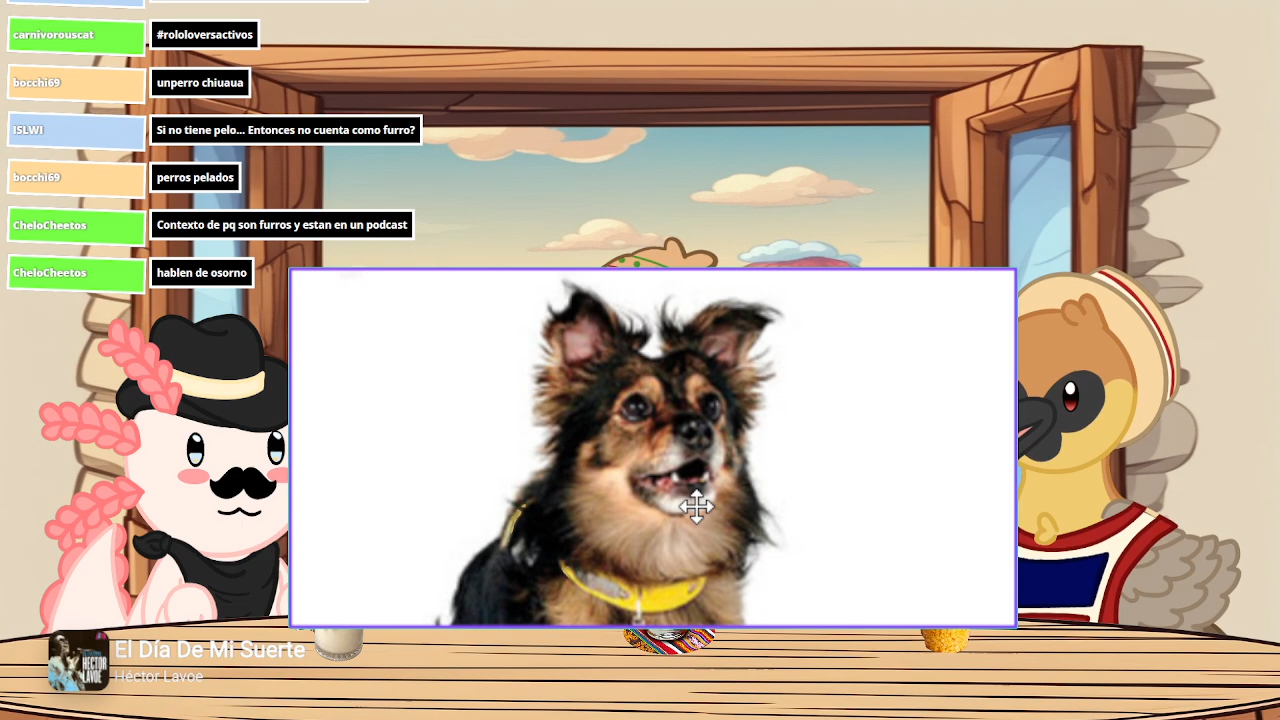 carnivorouscat #rololoversactivos
bocchi69 unperro chiuaua
ISLWI Si no tiene pelo... Entonces no cuenta como furro?
bocchi69 perros pelados
CheloCheetos Contexto de pq son furros y estan en un podcast
CheloCheetos hablen de osorno
HECTOR
LAVOE
El Día De Mi Suerte
Héctor Lavoe